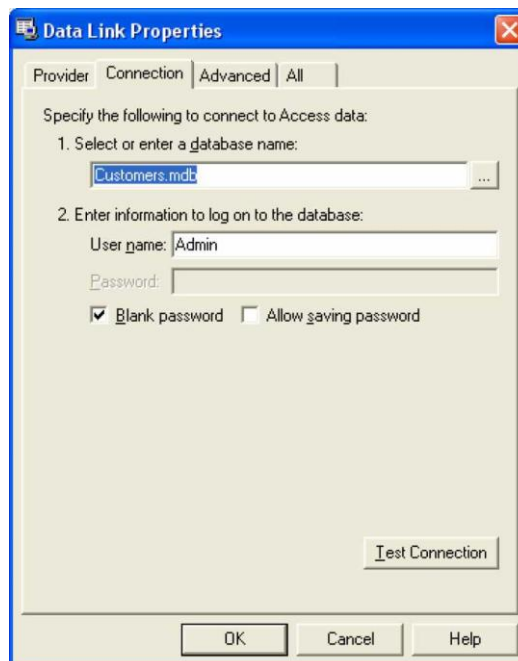 Data Link Properties
Provider Connection Advanced All
Specify the following to connect to Access data:
1. Select or enter a database name:
Customers.mdb ...
2. Enter information to log on to the database:
User name: Admin
Password:
Blank password Allow saving password
Test Connection
OK Cancel Help